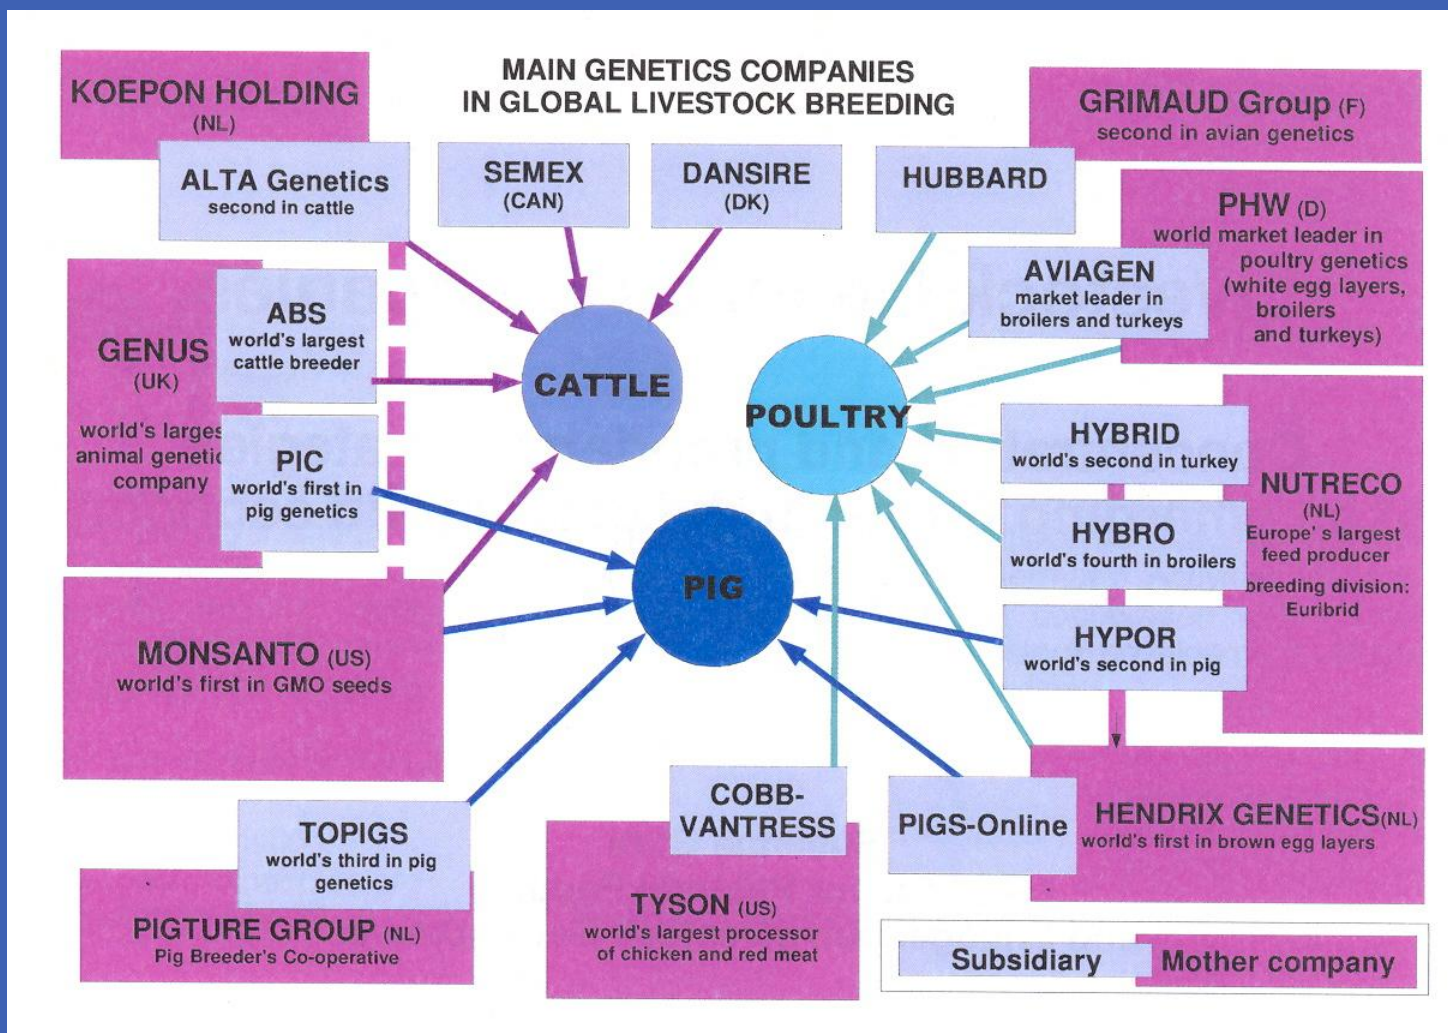 MAIN GENETICS COMPANIES
IN GLOBAL LIVESTOCK BREEDING
KOEPON HOLDING
(NL)
ALTA Genetics
second in cattle
SEMEX
(CAN)
DANSIRE
(DK)
HUBBARD
GRIMAUD Group (F)
second in avian genetics
PHW (D)
world market leader in
poultry genetics
(white egg layers,
broilers
and turkeys)
AVIAGEN
market leader in
broilers and turkeys
GENUS
(UK)
world's larges
animal genetic
company
ABS
world's largest
cattle breeder
PIC
world's first in
pig genetics
CATTLE
POULTRY
PIG
HYBRID
world's second in turkey
HYBRO
world's fourth in broilers
HYPOR
world's second in pig
NUTRECO
(NL)
Europe' s largest
feed producer
breeding division:
Euribrid
MONSANTO (US)
world's first in GMO seeds
TOPIGS
world's third in pig
genetics
PIGTURE GROUP (NL)
Pig Breeder's Co-operative
COBB-
VANTRESS
TYSON (US)
world's largest processor
of chicken and red meat
PIGS-Online
HENDRIX GENETICS(NL)
world's first in brown egg layers
Subsidiary
Mother company